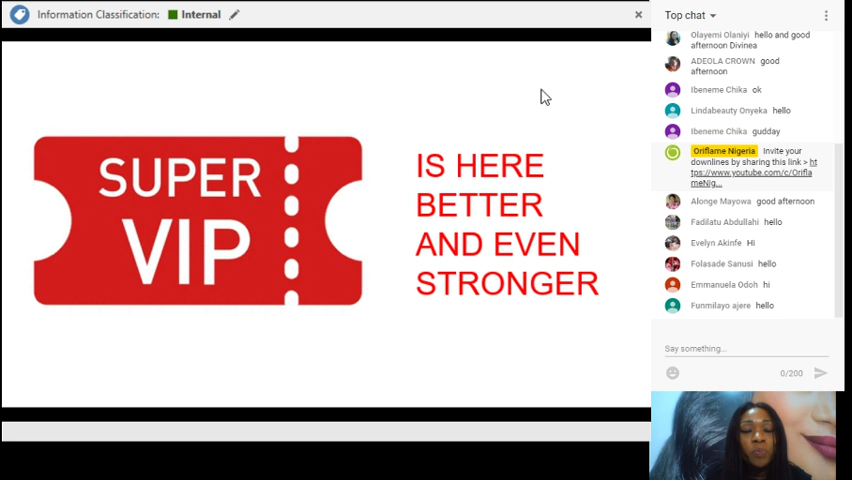 Information Classification: Internal
SUPER
VIP
IS HERE
BETTER
AND EVEN
STRONGER
Top chat
Olayemi Olaniyi hello and good
afternoon Divinea
ADEOLA CROWN good
afternoon
Ibeneme Chika ok
Lindabeauty Onyeka hello
Ibeneme Chika gudday
Oriflame Nigeria Invite your
downlines by sharing this link > ht
tps://www.youtube.com/c/Orifla
meNig...
Alonge Mayowa good afternoon
Fadilatu Abdullahi hello
Evelyn Akinfe Hi
Folasade Sanusi hello
Emmanuela Odoh hi
Funmilayo ajere hello
Say something...
0/200